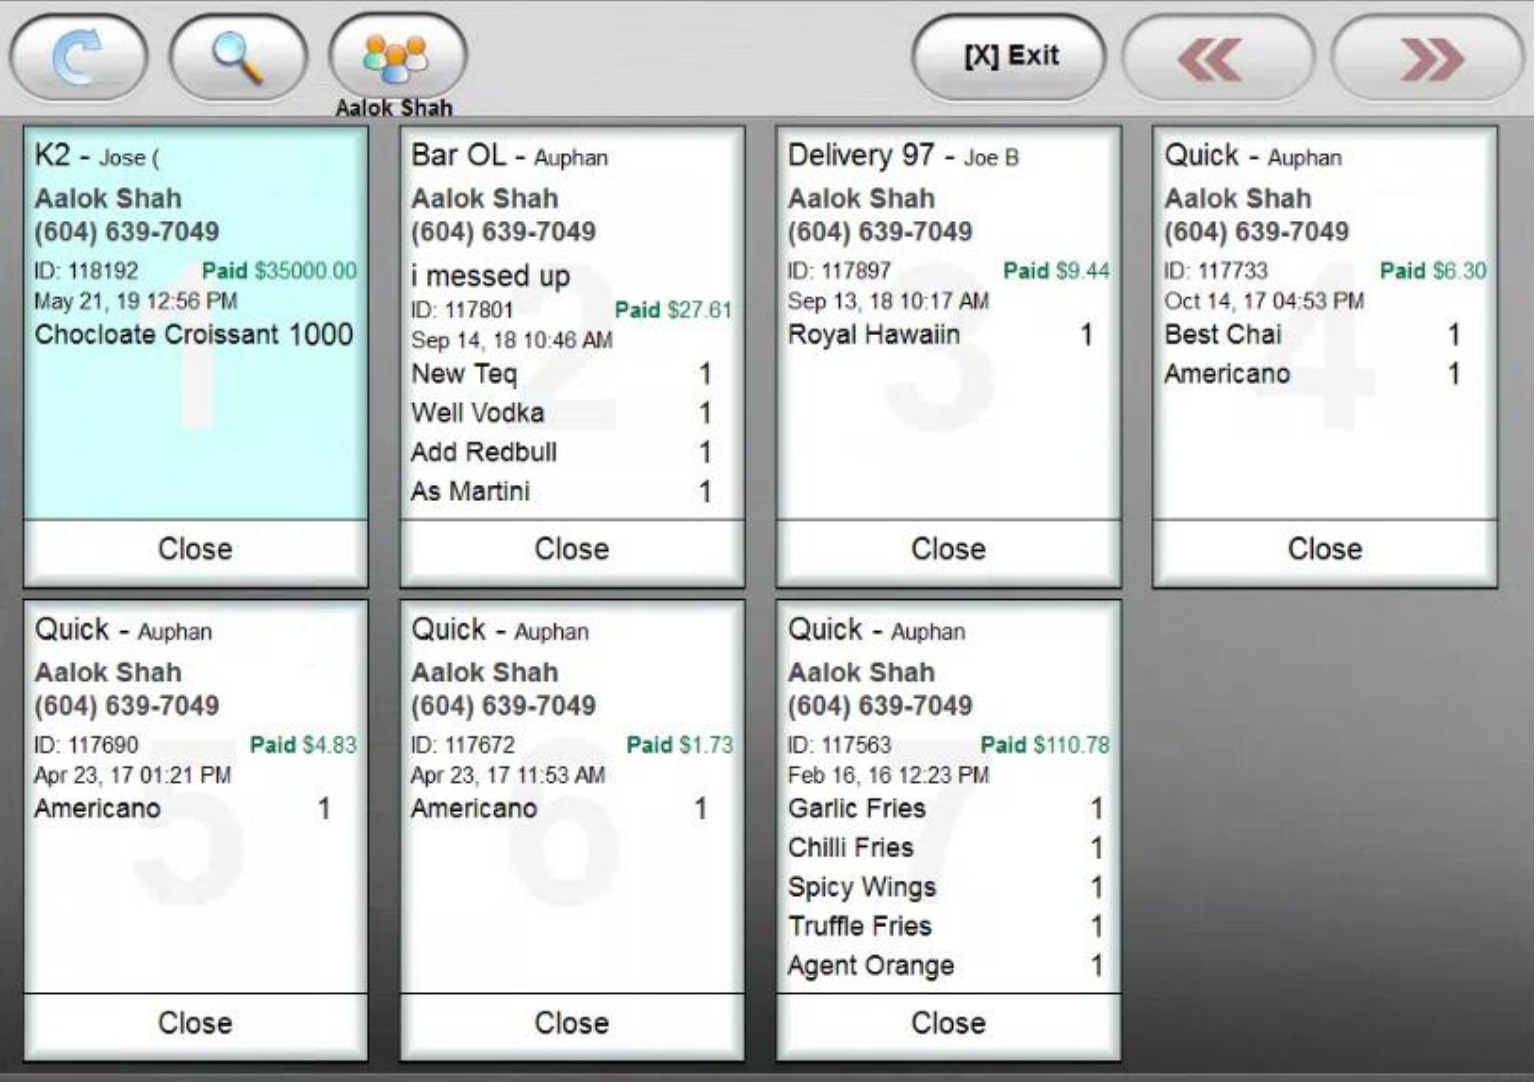 [X] Exit
Aalok Shah
K2 - Jose (
Aalok Shah
(604) 639-7049
ID: 118192 Paid $35000.00
May 21, 19 12:56 PM
Chocloate Croissant 1000
1
Close
Bar OL - Auphan
Aalok Shah
(604) 639-7049
i messed up
ID: 117801 Paid $27.61
Sep 14, 18 10:46 AM
New Teq 1
Well Vodka 1
Add Redbull 1
As Martini 1
2
Close
Delivery 97 - Joe B
Aalok Shah
(604) 639-7049
ID: 117897 Paid $9.44
Sep 13, 18 10:17 AM
Royal Hawaiin 1
3
Close
Quick - Auphan
Aalok Shah
(604) 639-7049
ID: 117733 Paid $6.30
Oct 14, 17 04:53 PM
Best Chai 1
Americano 1
4
Close
Quick - Auphan
Aalok Shah
(604) 639-7049
ID: 117690 Paid $4.83
Apr 23, 17 01:21 PM
Americano 1
5
Close
Quick - Auphan
Aalok Shah
(604) 639-7049
ID: 117672 Paid $1.73
Apr 23, 17 11:53 AM
Americano 1
6
Close
Quick - Auphan
Aalok Shah
(604) 639-7049
ID: 117563 Paid $110.78
Feb 16, 16 12:23 PM
Garlic Fries 1
Chilli Fries 1
Spicy Wings 1
Truffle Fries 1
Agent Orange 1
7
Close